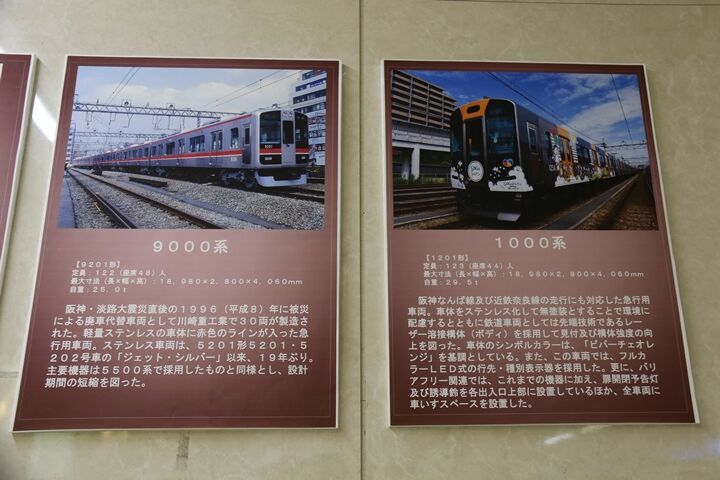 9000系
【9201形】
定員：122（座席48）人
最大寸法（長×幅×高）：18，980×2．800×4，060mm
自重：25．0t
阪神・淡路大震災直後の1996（平成8）年に被災
による廃車代替車両として川崎重工業で30両が製造さ
れた。軽量ステンレスの車体に赤色のラインが入った急
行用車両。ステンレス車両は、5201形5201・5
202号車の「ジェット・シルバー」以来、19年ぶり。
主要機器は5500系で採用したものと同様とし、設計
期間の短縮を図った。
1000系
【1201形】
定員：123（座席44）人
最大寸法（長×幅×高）：18，980×2．800×4，060mm
自重：29．5t
阪神なんば線及び近鉄奈良線の走行にも対応した急行用
車両。車体をステンレス化して無塗装とすることで環境に
配慮するとともに鉄道車両としては先端技術であるレー
ザー溶接構体（ボディ）を採用して見付及び構体強度の向
上を図った。車体のシンボルカラーは、「ビバーチェオレ
ンジ」を基調としている。また、この車両では、フルカ
ラーLED式の行先・種別表示器を採用した。更に、バリ
アフリー関連では、これまでの機器に加え、扉開閉予告灯
及び誘導鈴を各出入口上部に設置しているほか、全車両に
車いすスペースを設置した。